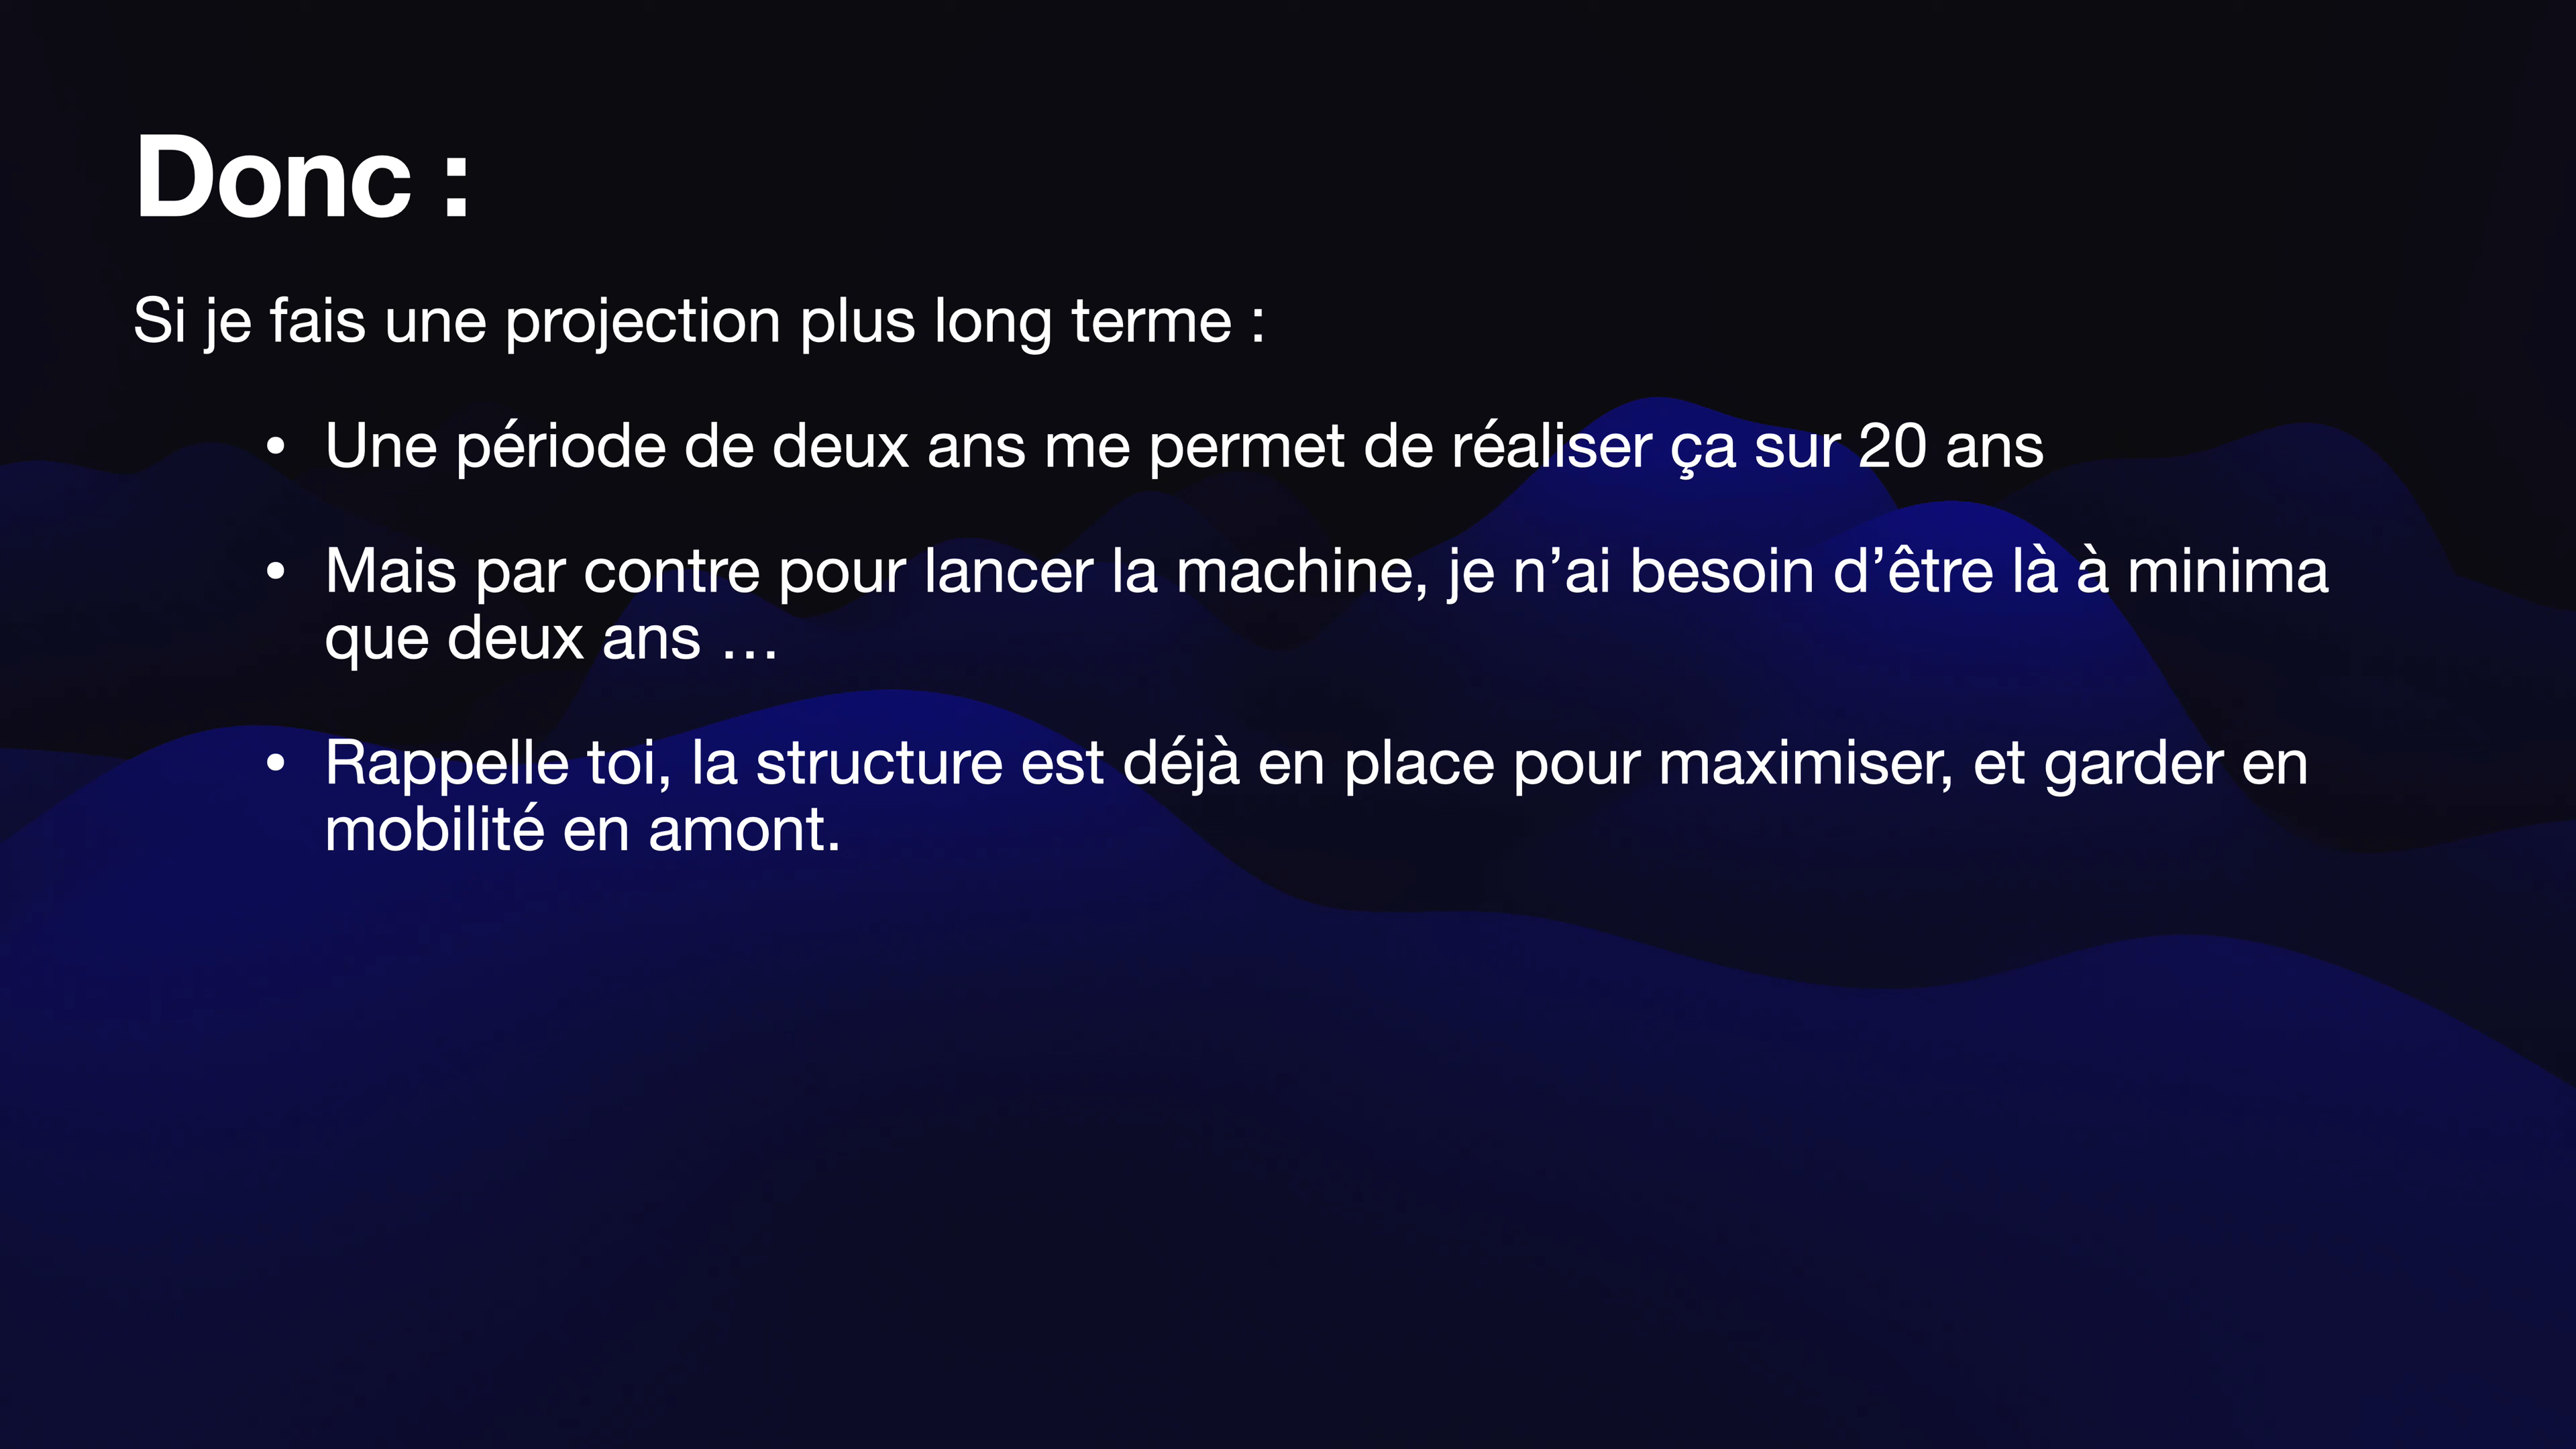 Donc :
Si je fais une projection plus long terme :
• Une période de deux ans me permet de réaliser ça sur 20 ans
• Mais par contre pour lancer la machine, je n’ai besoin d’être là à minima
que deux ans …
• Rappelle toi, la structure est déjà en place pour maximiser, et garder en
mobilité en amont.